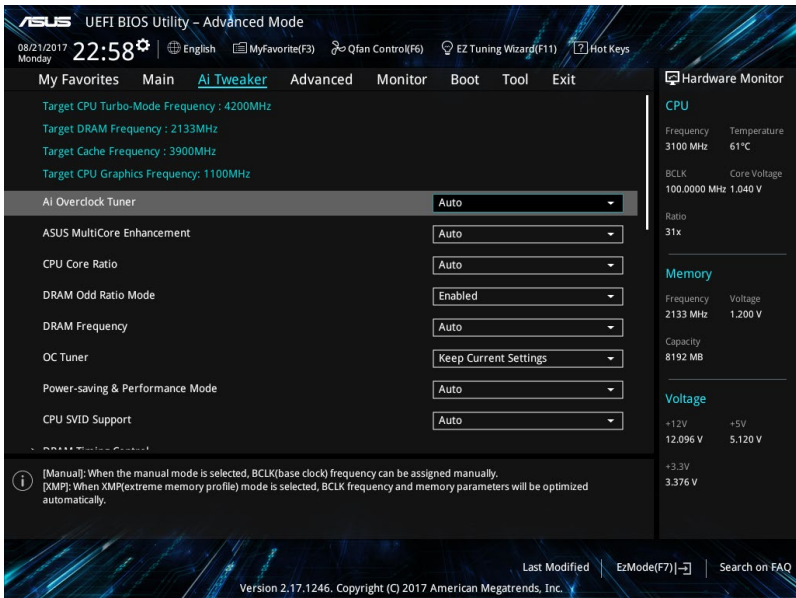 ASUS UEFI BIOS Utility – Advanced Mode
08/21/2017 Monday 22:58 English MyFavorite(F3) Qfan Control(F6) EZ Tuning Wizard(F11) ? Hot Keys
My Favorites Main Ai Tweaker Advanced Monitor Boot Tool Exit
Target CPU Turbo-Mode Frequency : 4200MHz
Target DRAM Frequency : 2133MHz
Target Cache Frequency : 3900MHz
Target CPU Graphics Frequency: 1100MHz
Ai Overclock Tuner Auto
ASUS MultiCore Enhancement Auto
CPU Core Ratio Auto
DRAM Odd Ratio Mode Enabled
DRAM Frequency Auto
OC Tuner Keep Current Settings
Power-saving & Performance Mode Auto
CPU SVID Support Auto
> DRAM Timing Control
[Manual]: When the manual mode is selected, BCLK(base clock) frequency can be assigned manually.
[XMP]: When XMP(extreme memory profile) mode is selected, BCLK frequency and memory parameters will be optimized
automatically.
Hardware Monitor
CPU
Frequency Temperature
3100 MHz 61°C
BCLK Core Voltage
100.0000 MHz 1.040 V
Ratio
31x
Memory
Frequency Voltage
2133 MHz 1.200 V
Capacity
8192 MB
Voltage
+12V +5V
12.096 V 5.120 V
+3.3V
3.376 V
Last Modified EzMode(F7) Search on FAQ
Version 2.17.1246. Copyright (C) 2017 American Megatrends, Inc.